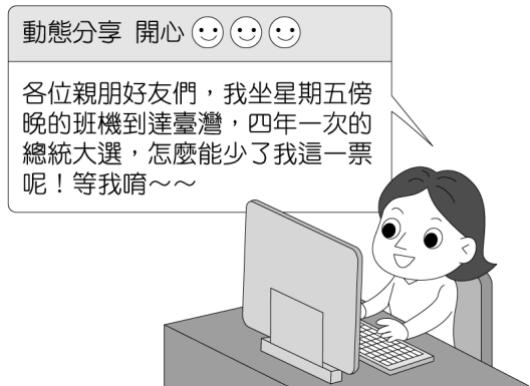 動態分享 開心
各位親朋好友們，我坐星期五傍
晚的班機到達臺灣，四年一次的
總統大選，怎麼能少了我這一票
呢！等我唷～～